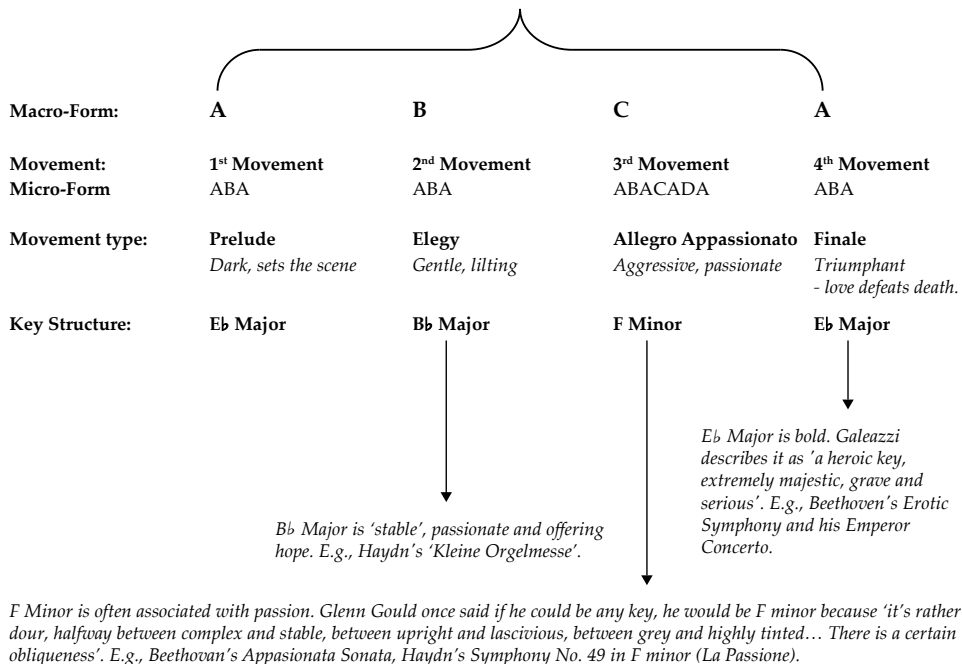 Macro-Form: A B C A
Movement: 1st Movement 2nd Movement 3rd Movement 4th Movement
Micro-Form ABA ABA ABACADA ABA
Movement type: Prelude Elegy Allegro Appassionato Finale
Dark, sets the scene Gentle, lilting Aggressive, passionate Triumphant
- love defeats death.
Key Structure: E♭ Major B♭ Major F Minor E♭ Major
E♭ Major is bold. Galeazzi
describes it as 'a heroic key,
extremely majestic, grave and
serious'. E.g., Beethoven's Erotic
Symphony and his Emperor
Concerto.
B♭ Major is 'stable', passionate and offering
hope. E.g., Haydn's 'Kleine Orgelmesse'.
F Minor is often associated with passion. Glenn Gould once said if he could be any key, he would be F minor because 'it's rather
dour, halfway between complex and stable, between upright and lascivious, between grey and highly tinted… There is a certain
obliqueness'. E.g., Beethovan's Appasionata Sonata, Haydn's Symphony No. 49 in F minor (La Passione).